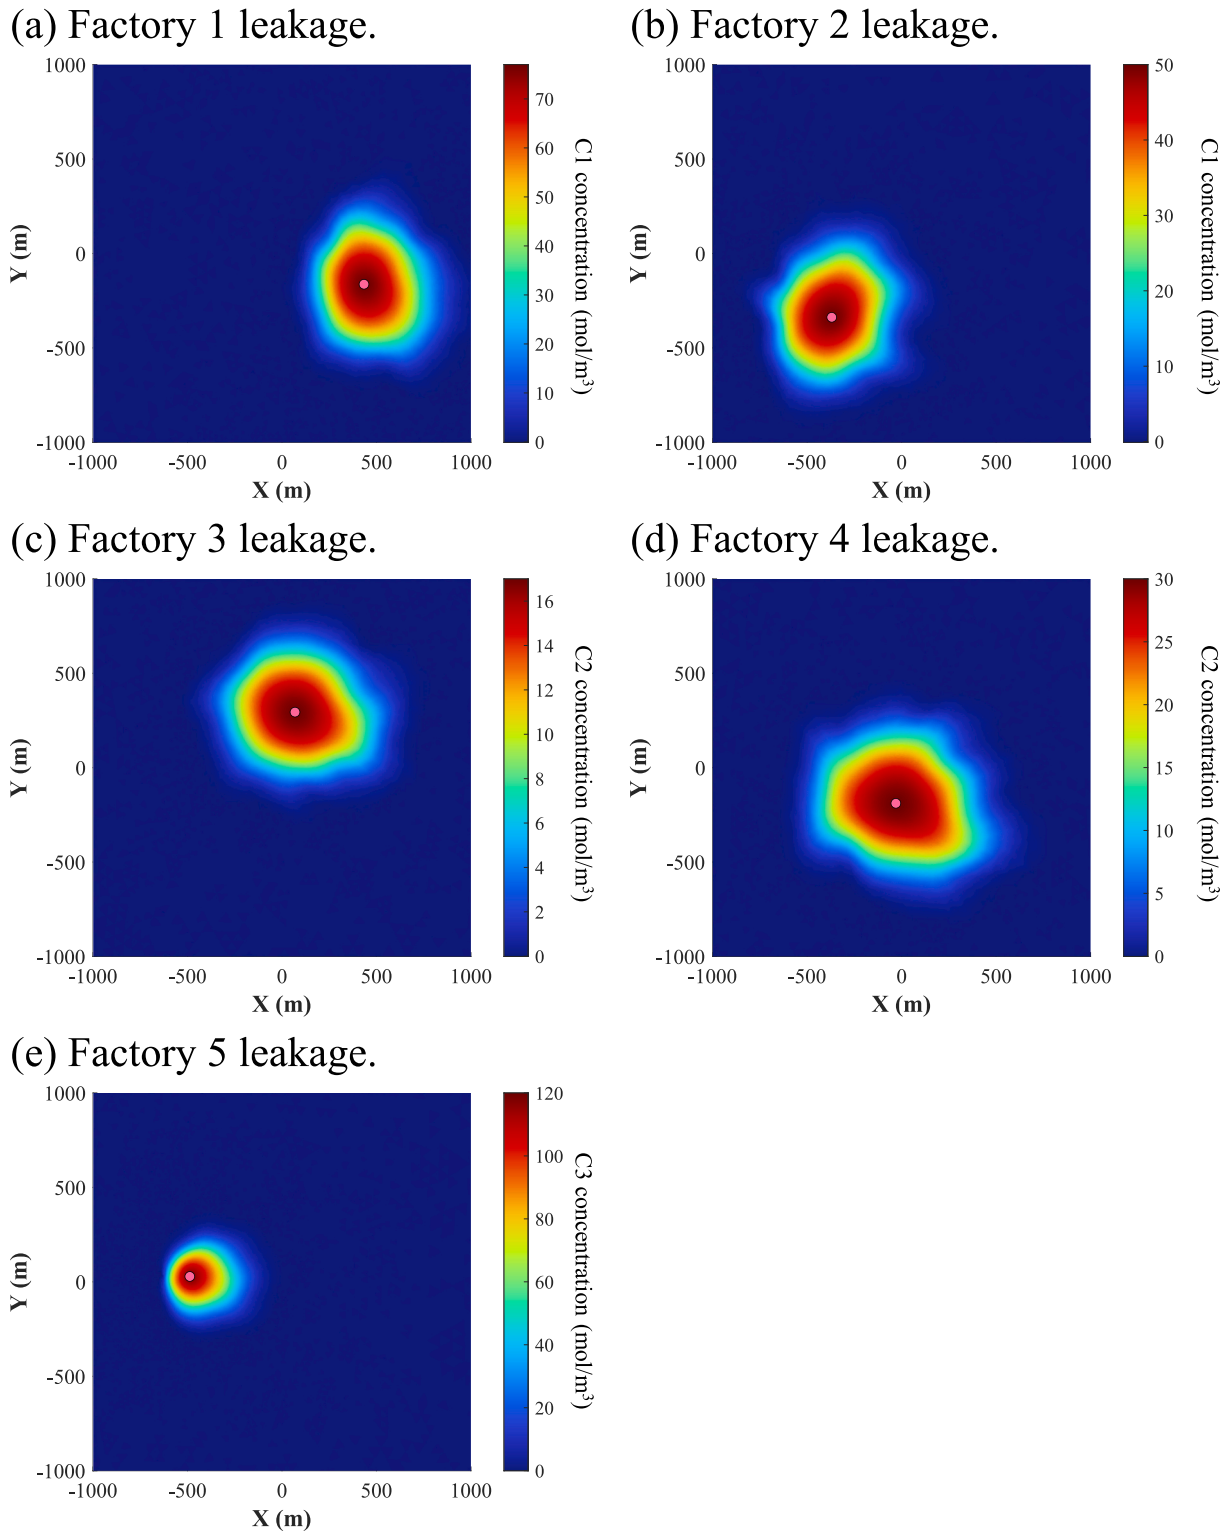 (a) Factory 1 leakage.
1000
500
0
-500
-1000
Y (m)
-1000 -500 0 500 1000
X (m)
70
60
50
40
30
20
10
0
C1 concentration (mol/m³)
(b) Factory 2 leakage.
1000
500
0
-500
-1000
Y (m)
-1000 -500 0 500 1000
X (m)
50
40
30
20
10
0
C1 concentration (mol/m³)
(c) Factory 3 leakage.
1000
500
0
-500
-1000
Y (m)
-1000 -500 0 500 1000
X (m)
16
14
12
10
8
6
4
2
0
C2 concentration (mol/m³)
(d) Factory 4 leakage.
1000
500
0
-500
-1000
Y (m)
-1000 -500 0 500 1000
X (m)
30
25
20
15
10
5
0
C2 concentration (mol/m³)
(e) Factory 5 leakage.
1000
500
0
-500
-1000
Y (m)
-1000 -500 0 500 1000
X (m)
120
100
80
60
40
20
0
C3 concentration (mol/m³)